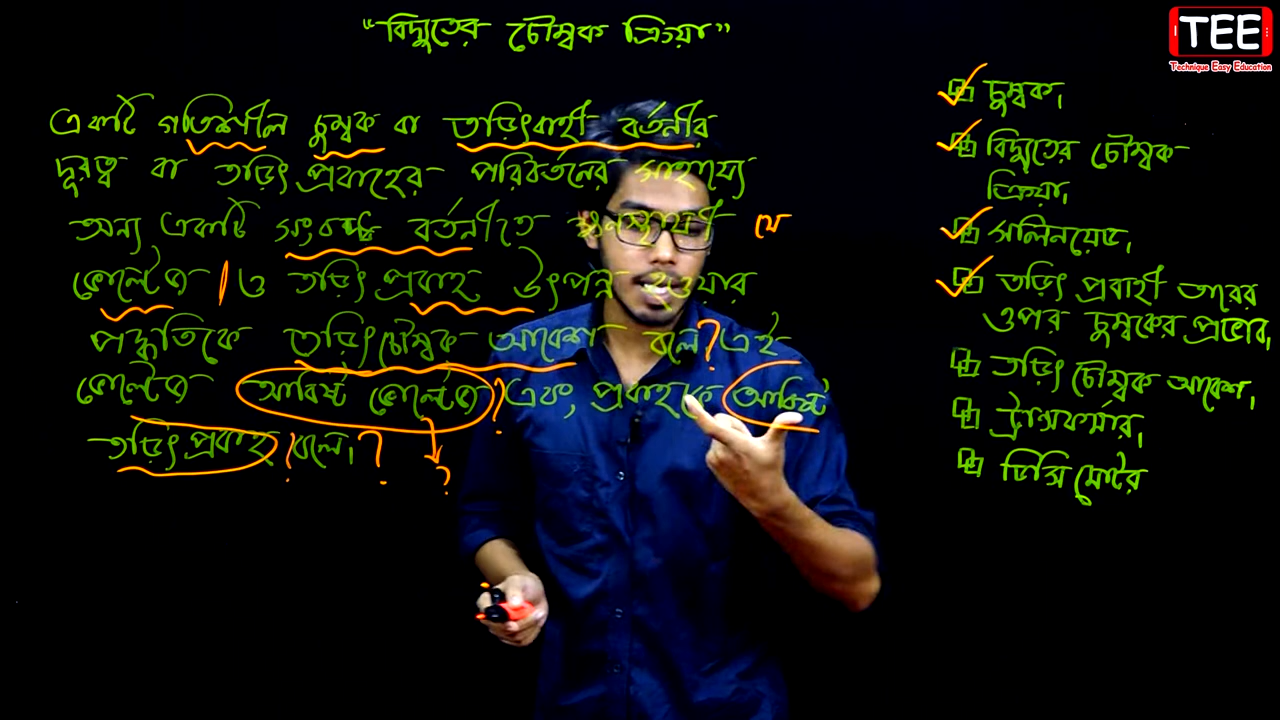 "বিদ্যুতের চৌম্বক ক্রিয়া"
TEE
Technique Easy Education
একটি গতিশীল চুম্বক বা তড়িৎবাহী বর্তনীর
দূরত্ব বা তড়িৎ প্রবাহের পরিবর্তনের সাহায্যে
অন্য একটি সংবদ্ধ বর্তনীতে ক্ষণস্থায়ী যে
ভোল্টেজ ও তড়িৎ প্রবাহ উৎপন্ন হওয়ার
পদ্ধতিকে তড়িৎচৌম্বক আবেশ বলে? এই
ভোল্টেজ আবিষ্ট ভোল্টেজ? এবং, প্রবাহকে আবিষ্ট
তড়িৎ প্রবাহ বলে।
চুম্বক।
বিদ্যুতের চৌম্বক
ক্রিয়া।
সলিনয়েড।
তড়িৎ প্রবাহী তারের
ওপর চুম্বকের প্রভাব।
তড়িৎ চৌম্বক আবেশ।
ট্রান্সফর্মার।
ডিসি মোটর